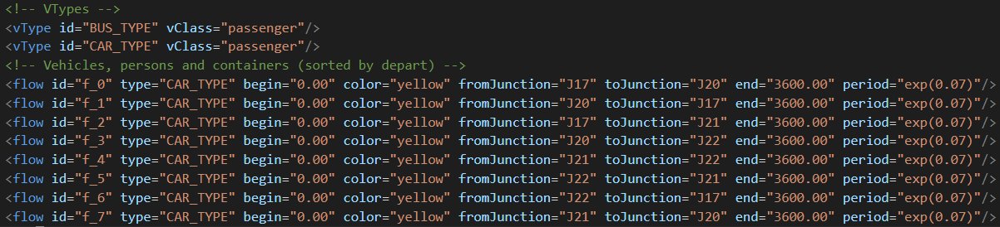 <!-- VTypes -->
<vType id="BUS_TYPE" vClass="passenger"/>
<vType id="CAR_TYPE" vClass="passenger"/>
<!-- Vehicles, persons and containers (sorted by depart) -->
<flow id="f_0" type="CAR_TYPE" begin="0.00" color="yellow" fromJunction="J17" toJunction="J20" end="3600.00" period="exp(0.07)"/>
<flow id="f_1" type="CAR_TYPE" begin="0.00" color="yellow" fromJunction="J20" toJunction="J17" end="3600.00" period="exp(0.07)"/>
<flow id="f_2" type="CAR_TYPE" begin="0.00" color="yellow" fromJunction="J17" toJunction="J21" end="3600.00" period="exp(0.07)"/>
<flow id="f_3" type="CAR_TYPE" begin="0.00" color="yellow" fromJunction="J20" toJunction="J22" end="3600.00" period="exp(0.07)"/>
<flow id="f_4" type="CAR_TYPE" begin="0.00" color="yellow" fromJunction="J21" toJunction="J22" end="3600.00" period="exp(0.07)"/>
<flow id="f_5" type="CAR_TYPE" begin="0.00" color="yellow" fromJunction="J22" toJunction="J21" end="3600.00" period="exp(0.07)"/>
<flow id="f_6" type="CAR_TYPE" begin="0.00" color="yellow" fromJunction="J22" toJunction="J17" end="3600.00" period="exp(0.07)"/>
<flow id="f_7" type="CAR_TYPE" begin="0.00" color="yellow" fromJunction="J21" toJunction="J20" end="3600.00" period="exp(0.07)"/>